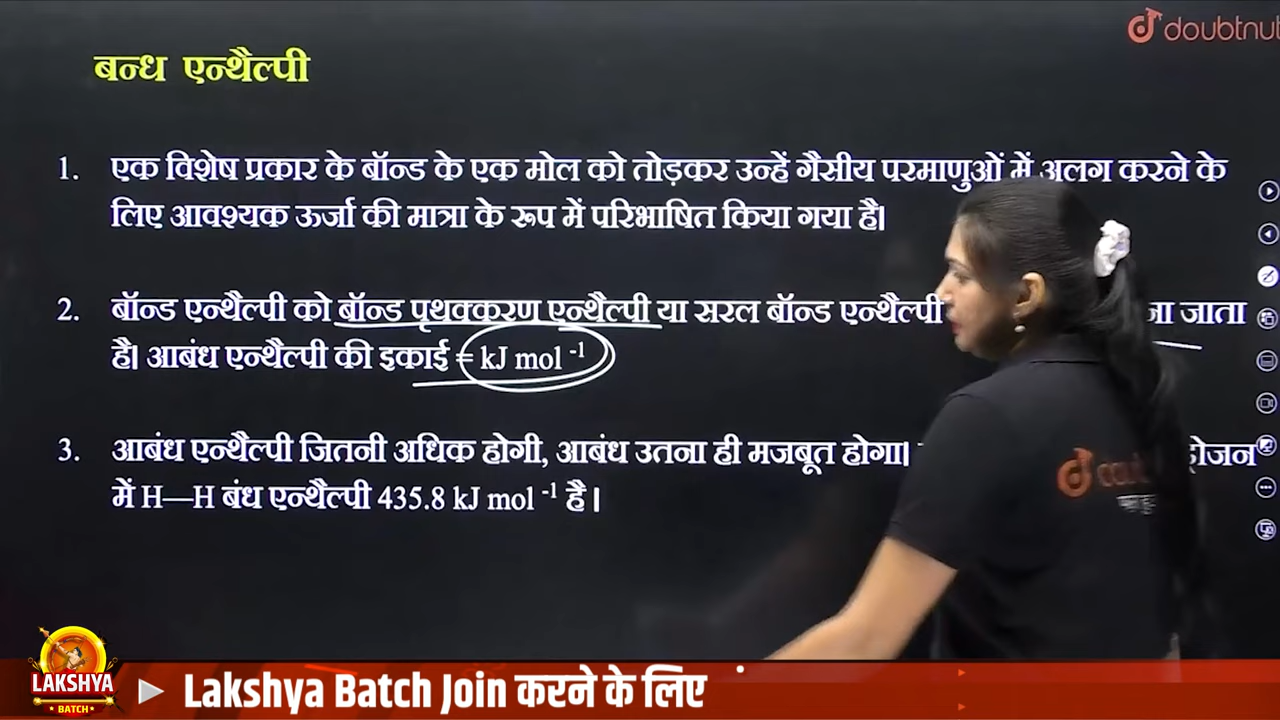 doubtnut
बन्ध एन्थैल्पी
1. एक विशेष प्रकार के बॉन्ड के एक मोल को तोड़कर उन्हें गैसीय परमाणुओं में अलग करने के
लिए आवश्यक ऊर्जा की मात्रा के रूप में परिभाषित किया गया है।
2. बॉन्ड एन्थैल्पी को बॉन्ड पृथक्करण एन्थैल्पी या सरल बॉन्ड एन्थैल्पी जाता
है। आबंध एन्थैल्पी की इकाई = kJ mol ⁻¹
3. आबंध एन्थैल्पी जितनी अधिक होगी, आबंध उतना ही मजबूत होगा।
में H—H बंध एन्थैल्पी 435.8 kJ mol ⁻¹ है।
LAKSHYA
BATCH
Lakshya Batch Join करने के लिए